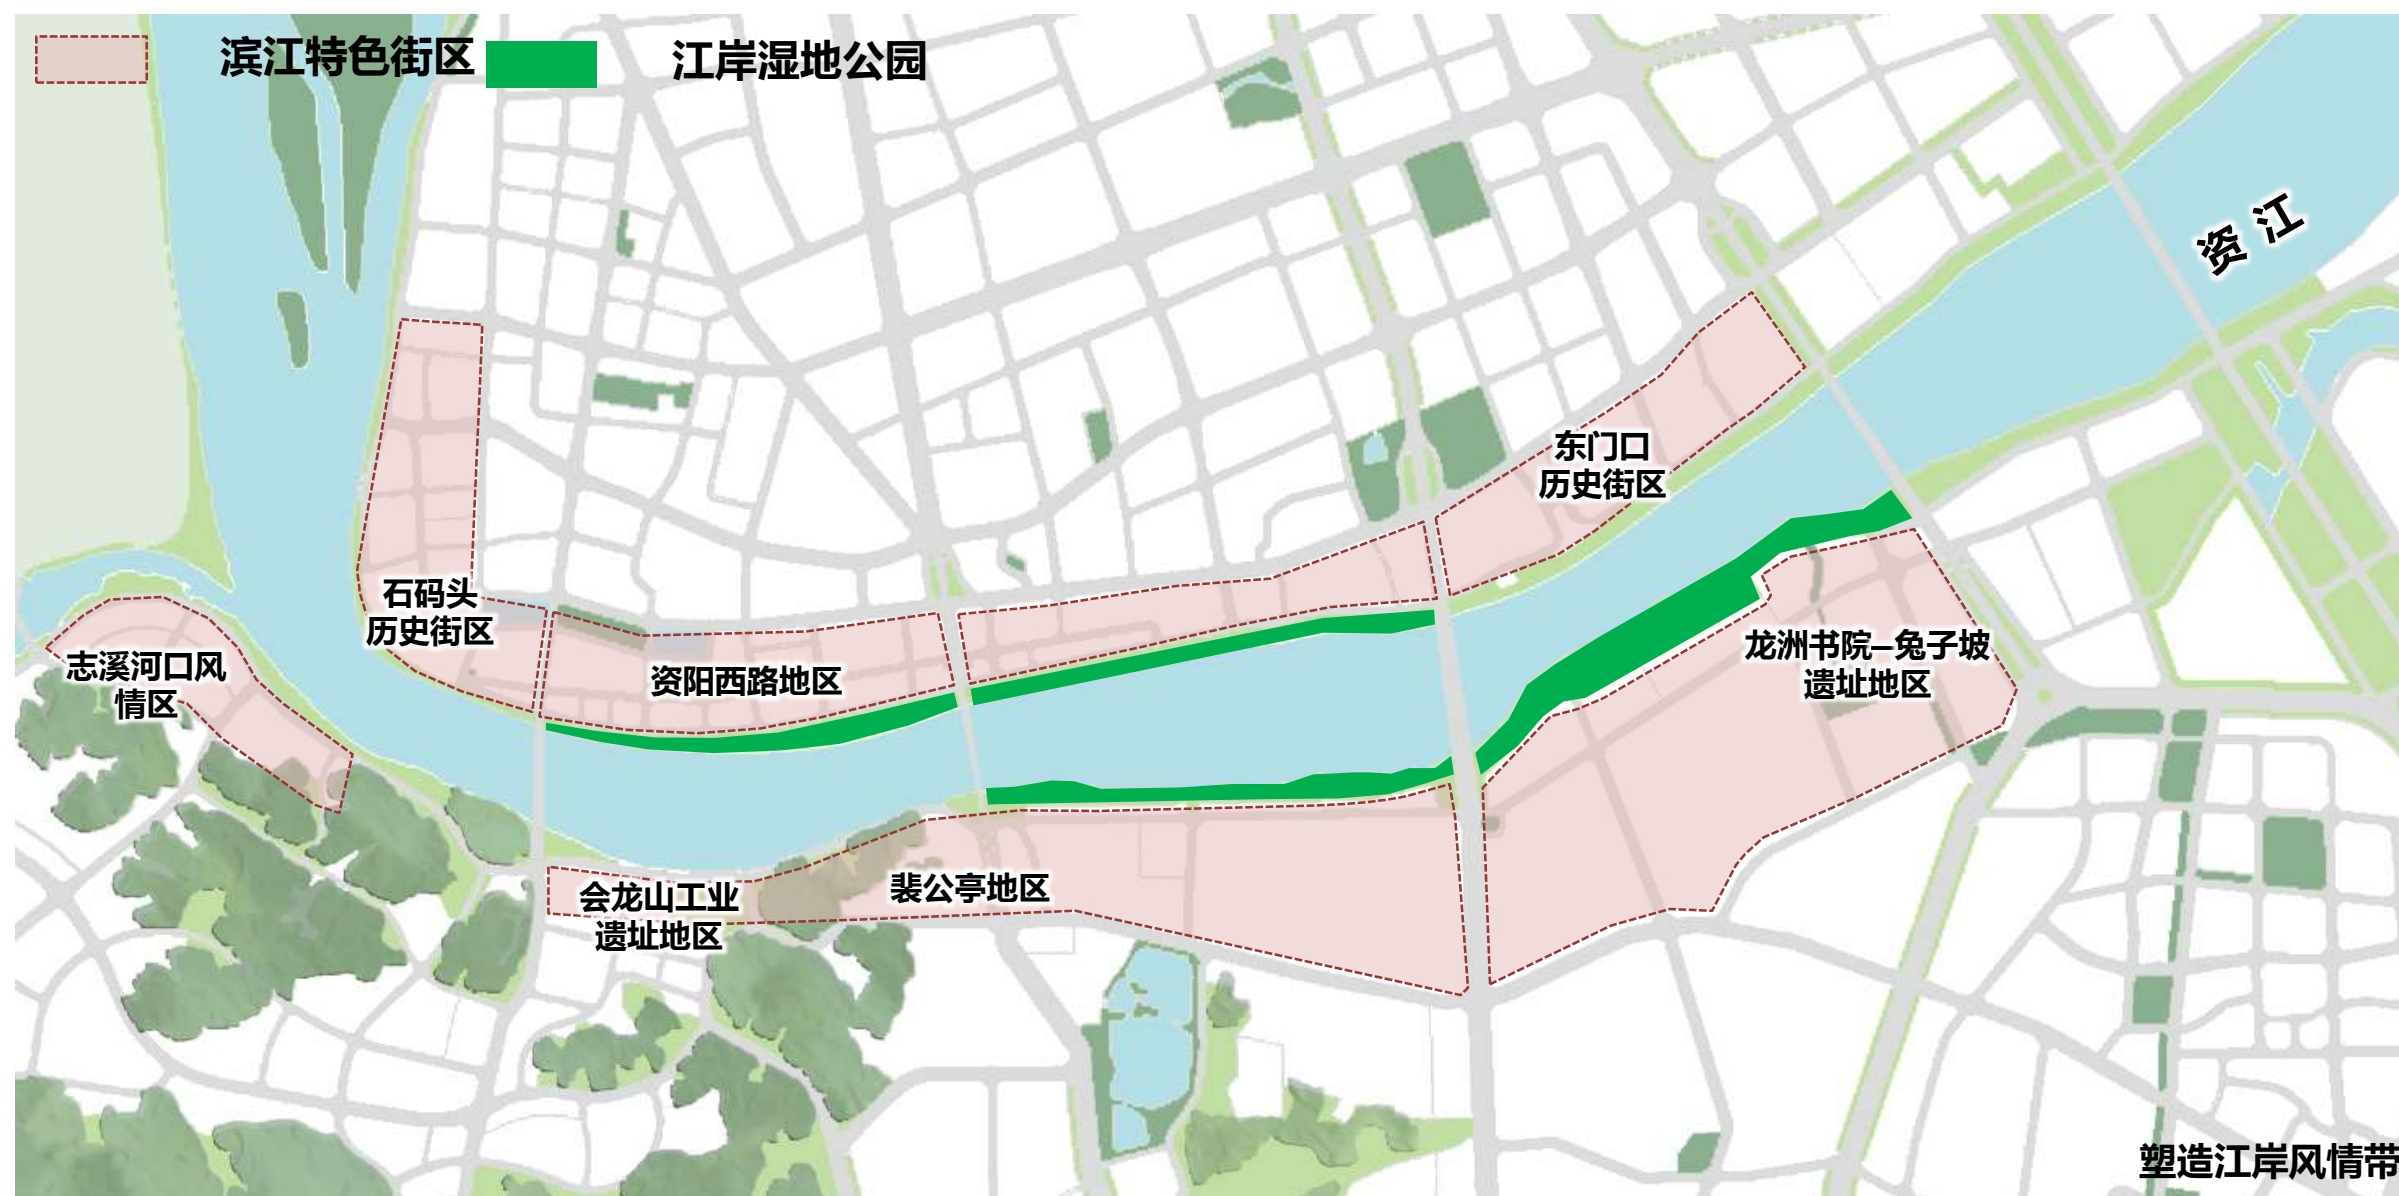 滨江特色街区
江岸湿地公园
资江
东门口
历史街区
石码头
历史街区
龙洲书院—兔子坡
遗址地区
志溪河口风
情区
资阳西路地区
裴公亭地区
会龙山工业
遗址地区
塑造江岸风情带